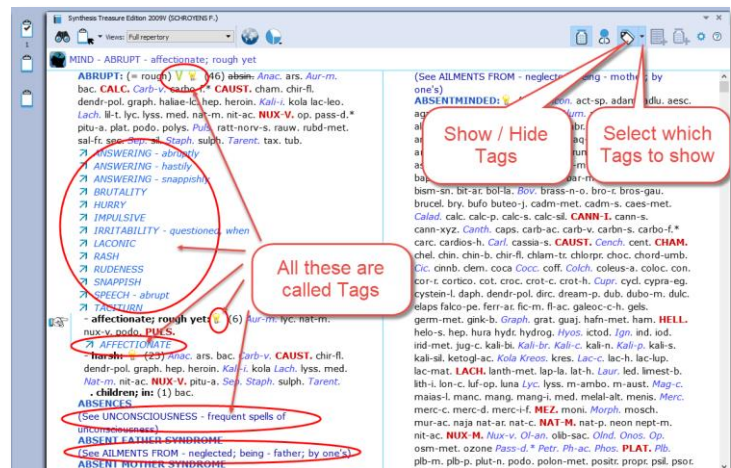 Synthesis Treasure Edition 2009V (SCHROYENS F.)
Views: Full repertory
1
MIND - ABRUPT - affectionate; rough yet
ABRUPT: (= rough) V (46) absin. Anac. ars. Aur-m.
bac. CALC. Carb-v. carbo-f.* CAUST. cham. chir-fl.
dendr-pol. graph. haliae-lc. hep. heroin. Kali-i. kola lac-leo.
Lach. lil-t. lyc. lyss. med. nat-m. nit-ac. NUX-V. op. pass-d.*
pitu-a. plat. podo. polys. Puls. ratt-norv-s. rauw. rubd-met.
sal-fr. sec. Sep. sil. Staph. sulph. Tarent. tax. tub.
ANSWERING - abruptly
ANSWERING - hastily
ANSWERING - snappishly
BRUTALITY
HURRY
IMPULSIVE
IRRITABILITY - questioned, when
LACONIC
RASH
RUDENESS
SNAPPISH
SPEECH - abrupt
TACITURN
- affectionate; rough yet: (6) Aur-m. lyc. nat-m.
nux-v. podo. PULS.
AFFECTIONATE
- harsh: (23) Anac. ars. bac. Carb-v. CAUST. chir-fl.
dendr-pol. graph. hep. heroin. Kali-i. kola Lach. lyss. med.
Nat-m. nit-ac. NUX-V. pitu-a. Sep. Staph. sulph. Tarent.
. children; in: (1) bac.
ABSENCES
(See UNCONSCIOUSNESS - frequent spells of
unconsciousness)
ABSENT FATHER SYNDROME
(See AILMENTS FROM - neglected; being - father; by one's)
ABSENT MOTHER SYNDROME
All these are
called Tags
Show / Hide
Tags
Select which
Tags to show
(See AILMENTS FROM - neglected; being - mother; by
one's)
ABSENTMINDED: act-sp. adam. adlu. aesc.
bism-sn. bit-ar. bol-la. Bov. brass-n-o. bro-r. bros-gau.
brucel. bry. bufo buteo-j. cadm-met. cadm-s. caes-met.
Calad. calc. calc-p. calc-s. calc-sil. CANN-I. cann-s.
cann-xyz. Canth. caps. carb-ac. carb-v. carbn-s. carbo-f.*
carc. cardios-h. Carl. cassia-s. CAUST. Cench. cent. CHAM.
chel. chin. chin-b. chir-fl. chlam-tr. chlorpr. choc. chord-umb.
Cic. cinnb. clem. coca Cocc. coff. Colch. coleus-a. coloc. con.
cor-r. cortico. cot. croc. crot-c. crot-h. Cupr. cycl. cypra-eg.
cystein-l. daph. dendr-pol. dirc. dream-p. dub. dubo-m. dulc.
elaps falco-pe. ferr-ar. fic-m. fl-ac. galeoc-c-h. gels.
germ-met. gink-b. Graph. grat. guaj. hafn-met. ham. HELL.
helo-s. hep. hura hydr. hydrog. Hyos. ictod. Ign. ind. iod.
irid-met. jug-c. kali-bi. Kali-br. Kali-c. kali-n. Kali-p. kali-s.
kali-sil. ketogl-ac. Kola Kreos. kres. Lac-c. lac-h. lac-lup.
lac-mat. LACH. lanth-met. lap-la. lat-h. Laur. led. limest-b.
lith-i. lon-c. luf-op. luna Lyc. lyss. m-ambo. m-aust. Mag-c.
maias-l. manc. mang. mang-i. med. melal-alt. menis. Merc.
merc-c. merc-d. merc-i-f. MEZ. moni. Morph. mosch.
mur-ac. naja nat-ar. nat-c. NAT-M. nat-p. neon nept-m.
nit-ac. NUX-M. Nux-v. Ol-an. olib-sac. Olnd. Onos. Op.
osm-met. ozone Pass-d.* Petr. Ph-ac. Phos. PLAT. Plb.
plb-m. plb-p. plut-n. podo. polon-met. positr. propr. psil. psor.